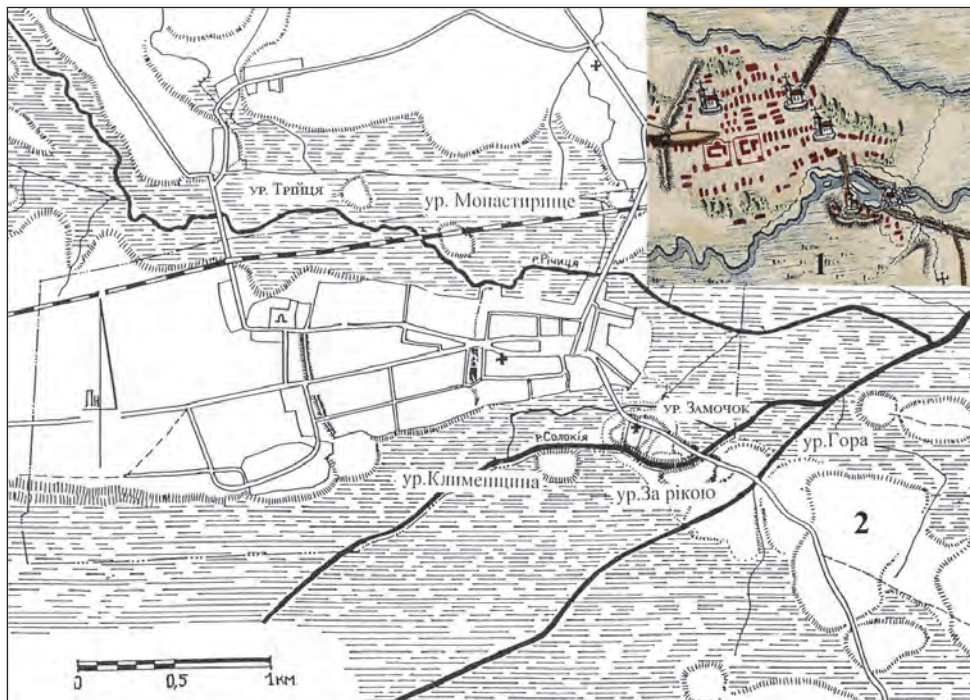 ур. Трійця
ур. Монастирище
1
р.Річиця
Пн
ур. Замочок
р.Солокія
ур.Гора
ур.Клименщина
ур.За рікою
2
0 0,5 1км